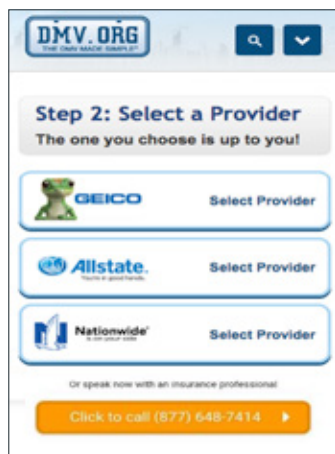 DMV.ORG
THE DMV MADE SIMPLE
Step 2: Select a Provider
The one you choose is up to you!
GEICO Select Provider
Allstate. Select Provider
You're in good hands.
Nationwide® Select Provider
is on your side
Or speak now with an insurance professional
Click to call (877) 648-7414